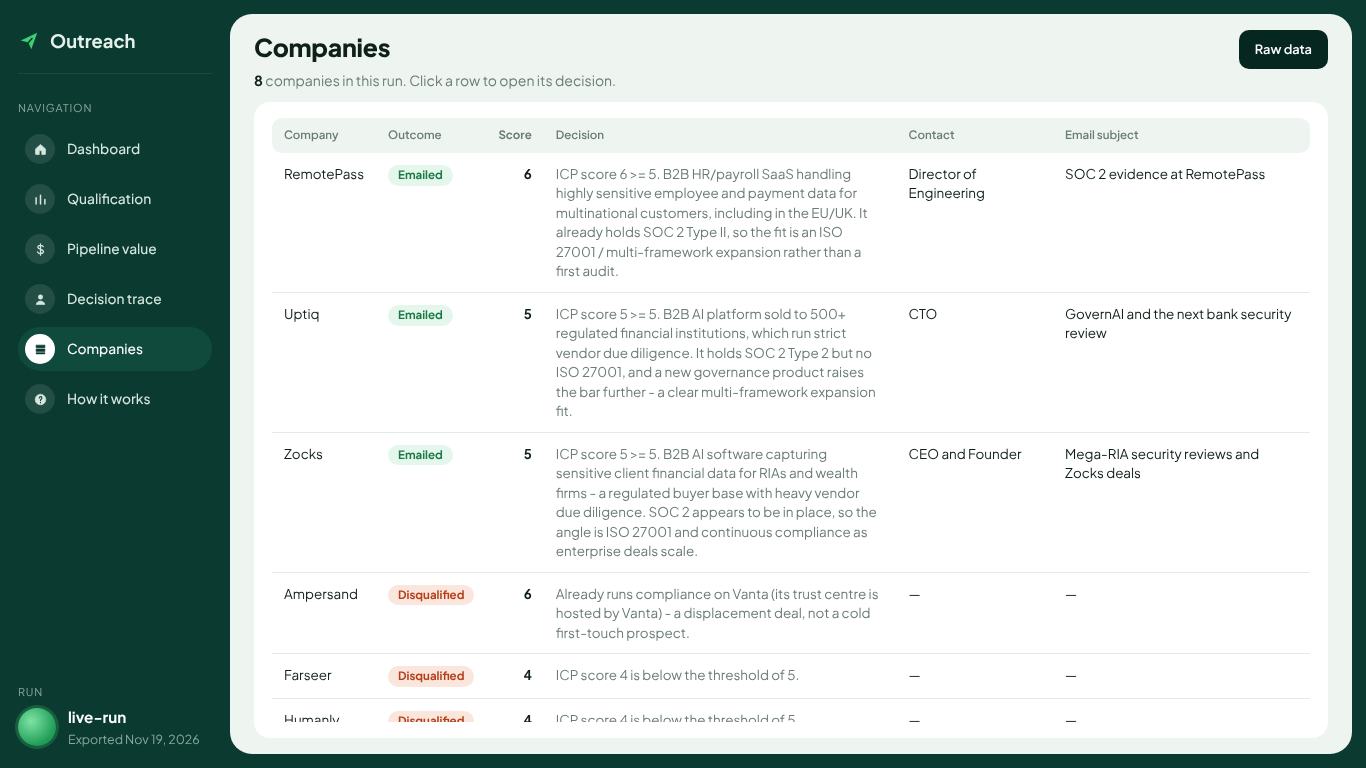 Outreach
NAVIGATION
Dashboard
Qualification
$ Pipeline value
Decision trace
Companies
? How it works
RUN
live-run
Exported Nov 19, 2026
Companies
8 companies in this run. Click a row to open its decision.
Raw data
Company Outcome Score Decision Contact Email subject
RemotePass Emailed 6 ICP score 6 >= 5. B2B HR/payroll SaaS handling Director of SOC 2 evidence at RemotePass
highly sensitive employee and payment data for Engineering
multinational customers, including in the EU/UK. It
already holds SOC 2 Type II, so the fit is an ISO
27001 / multi-framework expansion rather than a
first audit.
Uptiq Emailed 5 ICP score 5 >= 5. B2B AI platform sold to 500+ CTO GovernAI and the next bank security
regulated financial institutions, which run strict review
vendor due diligence. It holds SOC 2 Type 2 but no
ISO 27001, and a new governance product raises
the bar further - a clear multi-framework expansion
fit.
Zocks Emailed 5 ICP score 5 >= 5. B2B AI software capturing CEO and Founder Mega-RIA security reviews and
sensitive client financial data for RIAs and wealth Zocks deals
firms - a regulated buyer base with heavy vendor
due diligence. SOC 2 appears to be in place, so the
angle is ISO 27001 and continuous compliance as
enterprise deals scale.
Ampersand Disqualified 6 Already runs compliance on Vanta (its trust centre is — —
hosted by Vanta) - a displacement deal, not a cold
first-touch prospect.
Farseer Disqualified 4 ICP score 4 is below the threshold of 5. — —
Humanly Disqualified 4 ICP score 4 is below the threshold of 5. — —